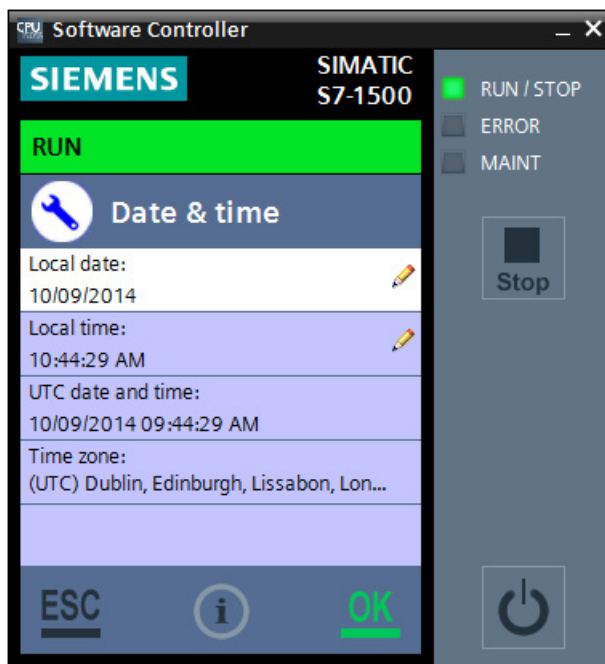 CPU
Software Controller
SIEMENS
SIMATIC
S7-1500
RUN / STOP
ERROR
MAINT
RUN
Date & time
Stop
Local date:
10/09/2014
Local time:
10:44:29 AM
UTC date and time:
10/09/2014 09:44:29 AM
Time zone:
(UTC) Dublin, Edinburgh, Lissabon, Lon...
ESC
i
OK